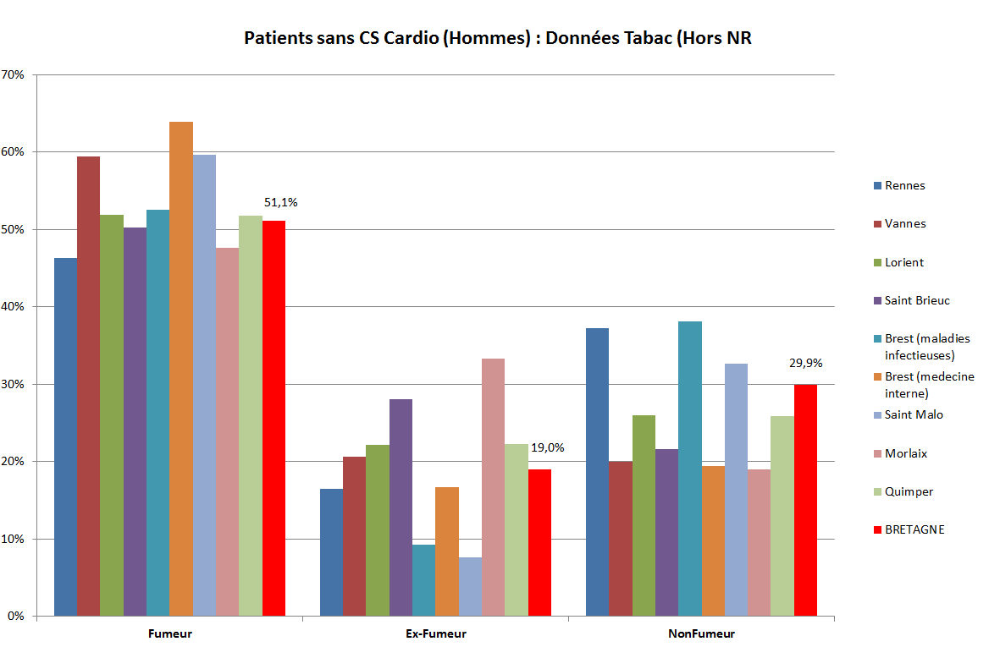 Patients sans CS Cardio (Hommes) : Données Tabac (Hors NR
70%
60%
50%
40%
30%
20%
10%
0%
51,1%
19,0%
29,9%
Fumeur
Ex-Fumeur
NonFumeur
Rennes
Vannes
Lorient
Saint Brieuc
Brest (maladies
infectieuses)
Brest (medecine
interne)
Saint Malo
Morlaix
Quimper
BRETAGNE